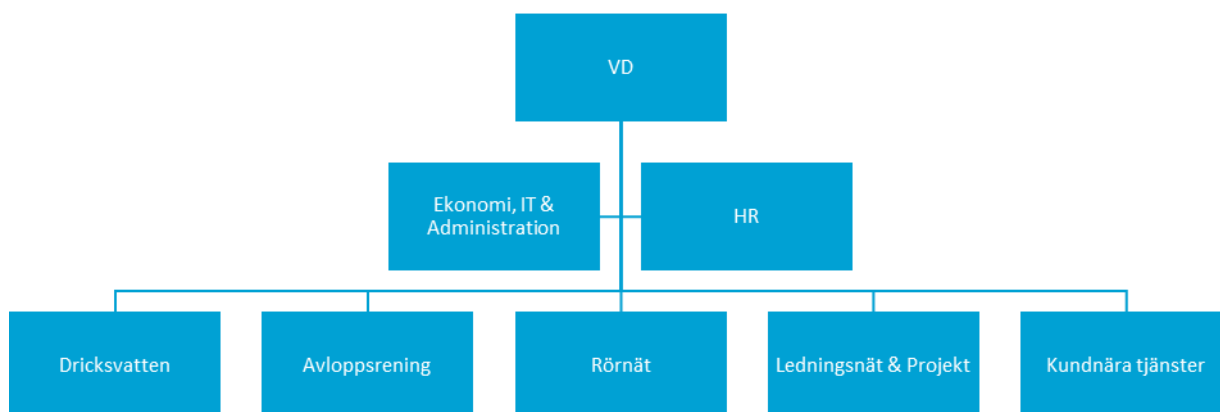 VD
Ekonomi, IT &
Administration
HR
Dricksvatten
Avloppsrening
Rörnät
Ledningsnät & Projekt
Kundnära tjänster